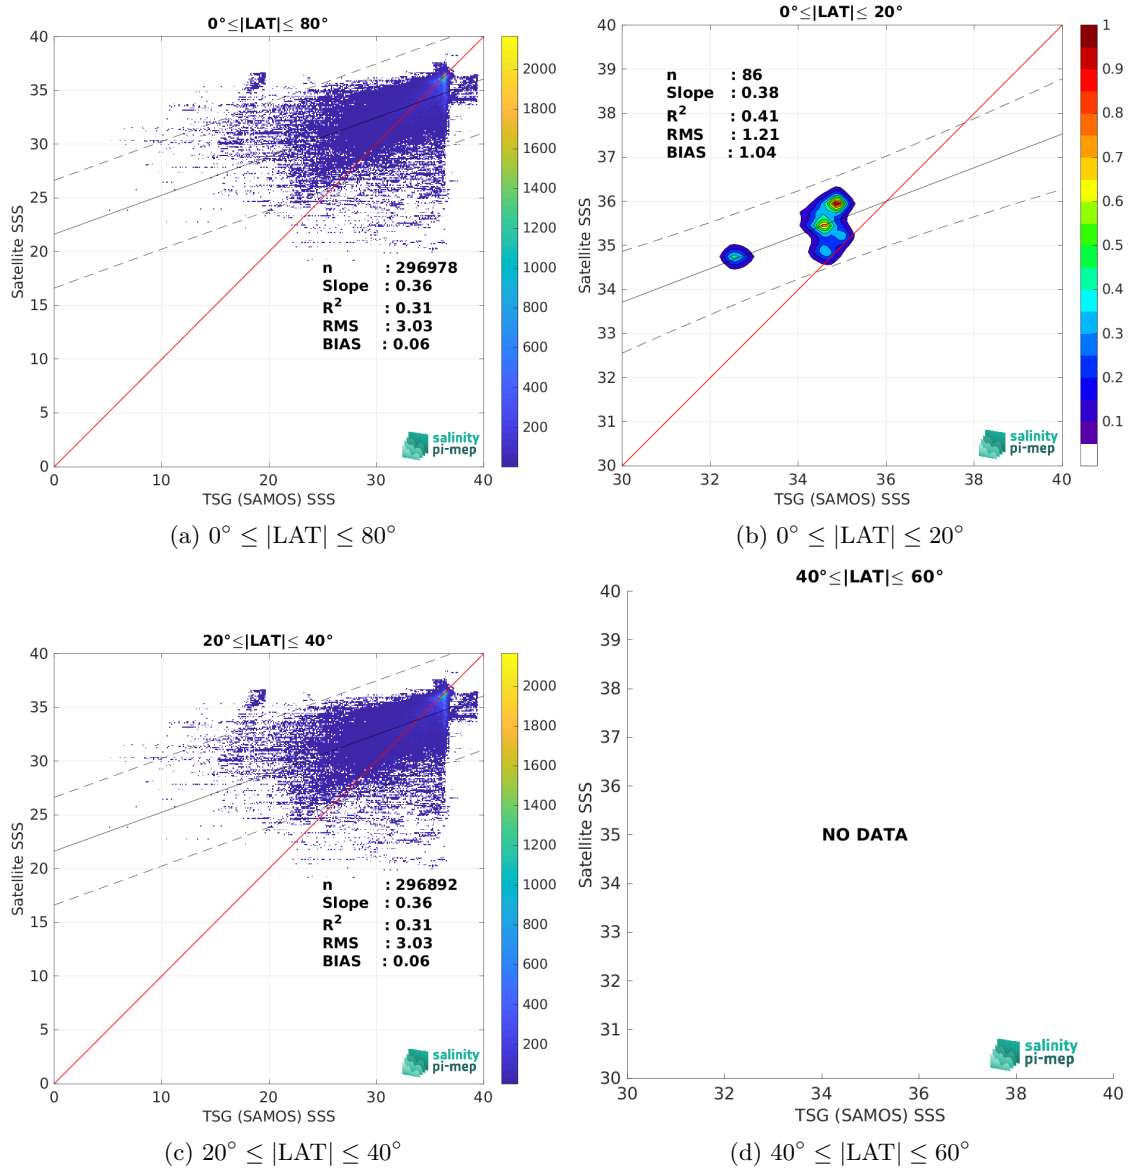 0°≤|LAT|≤ 80°
40
35
30
25
20
15
10
5
0
Satellite SSS
n : 296978
Slope : 0.36
R2 : 0.31
RMS : 3.03
BIAS : 0.06
salinity
pi-mep
0 10 20 30 40
TSG (SAMOS) SSS
2000
1800
1600
1400
1200
1000
800
600
400
200
(a) 0° ≤ |LAT| ≤ 80°
0°≤|LAT|≤ 20°
40
39
38
37
36
35
34
33
32
31
30
Satellite SSS
n : 86
Slope : 0.38
R2 : 0.41
RMS : 1.21
BIAS : 1.04
salinity
pi-mep
30 32 34 36 38 40
TSG (SAMOS) SSS
1
0.9
0.8
0.7
0.6
0.5
0.4
0.3
0.2
0.1
(b) 0° ≤ |LAT| ≤ 20°
20°≤|LAT|≤ 40°
40
35
30
25
20
15
10
5
0
Satellite SSS
n : 296892
Slope : 0.36
R2 : 0.31
RMS : 3.03
BIAS : 0.06
salinity
pi-mep
0 10 20 30 40
TSG (SAMOS) SSS
2000
1800
1600
1400
1200
1000
800
600
400
200
(c) 20° ≤ |LAT| ≤ 40°
40°≤|LAT|≤ 60°
40
39
38
37
36
35
34
33
32
31
30
Satellite SSS
NO DATA
salinity
pi-mep
30 32 34 36 38 40
TSG (SAMOS) SSS
(d) 40° ≤ |LAT| ≤ 60°